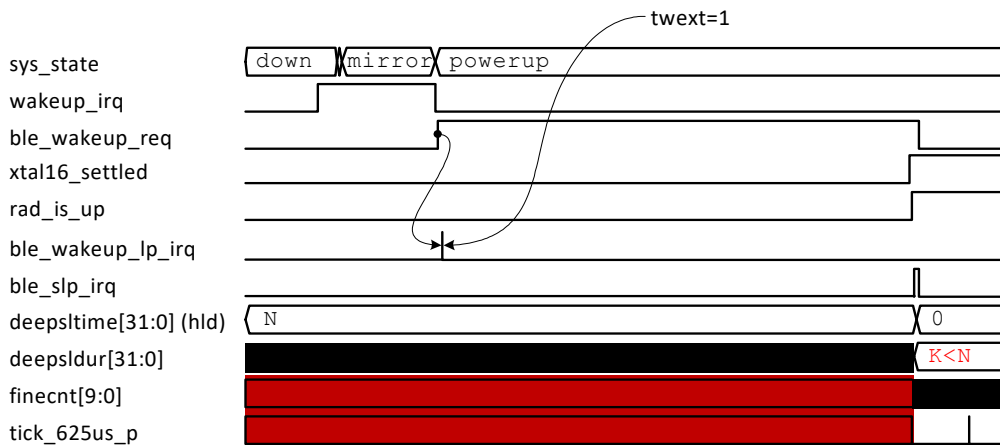 twext=1
sys_state down mirror powerup
wakeup_irq
ble_wakeup_req
xtal16_settled
rad_is_up
ble_wakeup_lp_irq
ble_slp_irq
deepsltime[31:0] (hld) N 0
deepsldur[31:0] K<N
finecnt[9:0]
tick_625us_p